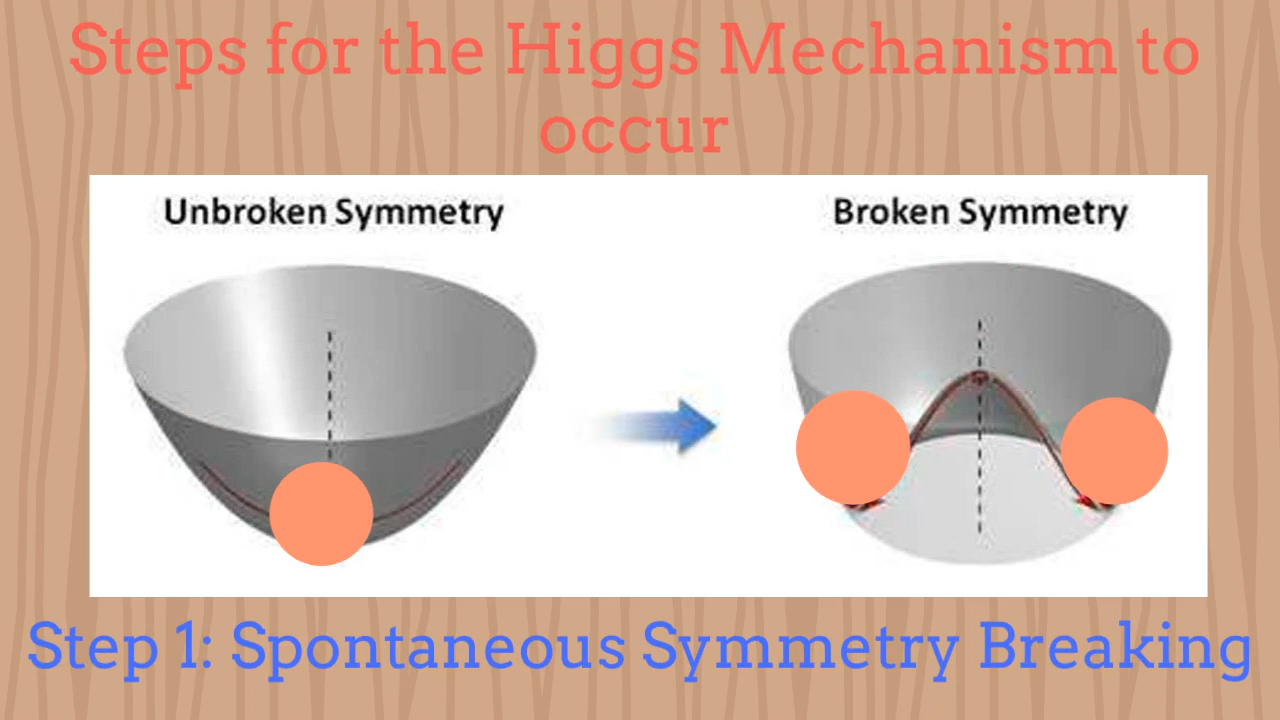 Steps for the Higgs Mechanism to
occur
Unbroken Symmetry
Broken Symmetry
Step 1: Spontaneous Symmetry Breaking